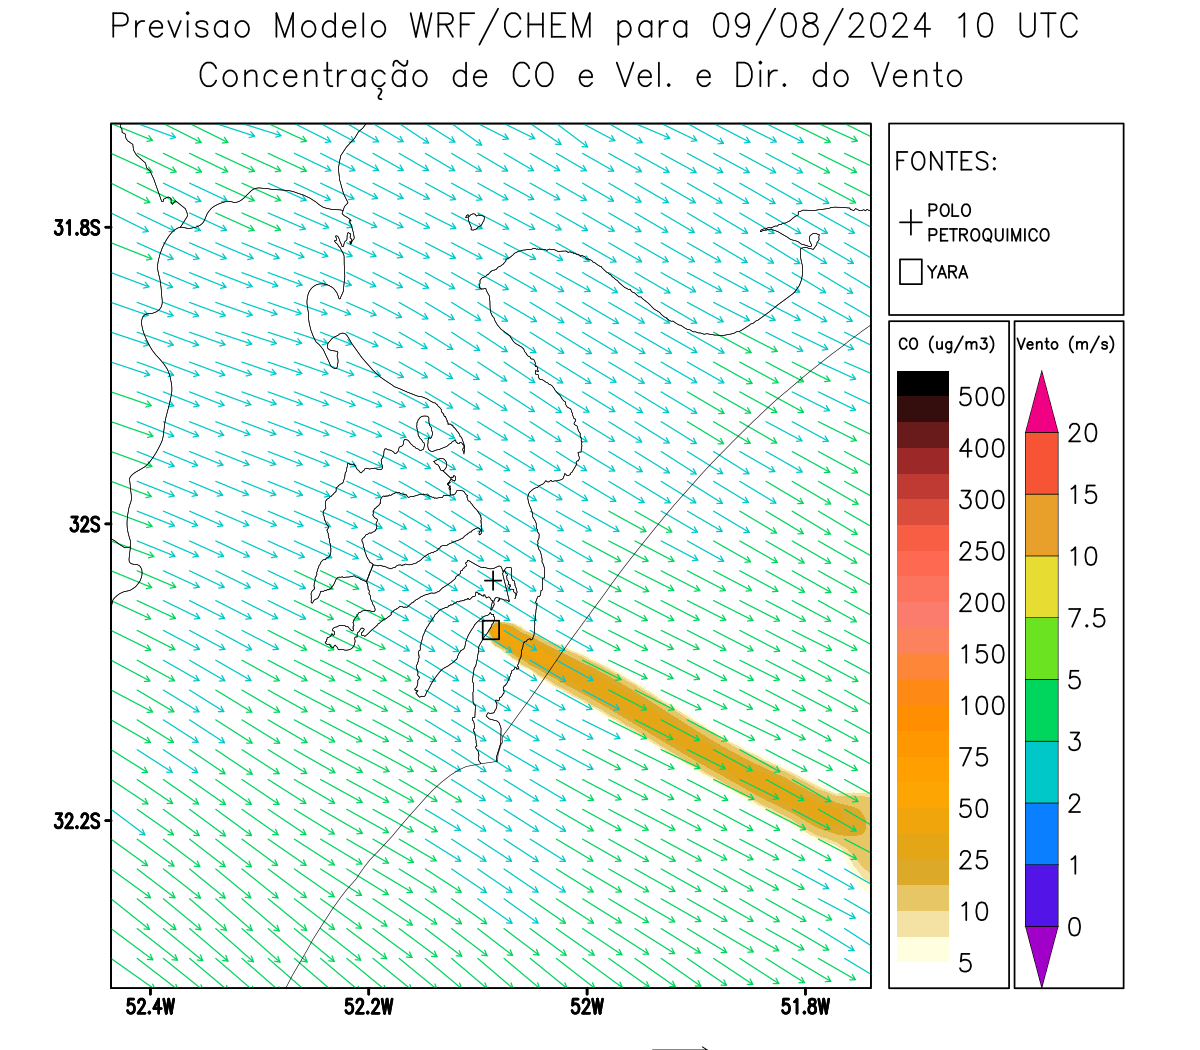 Previsao Modelo WRF/CHEM para 09/08/2024 10 UTC
Concentração de CO e Vel. e Dir. do Vento
FONTES:
POLO
PETROQUIMICO
YARA
31.8S
32S
32.2S
52.4W
52.2W
52W
51.8W
CO (ug/m3)
500
400
300
250
200
150
100
75
50
25
10
5
Vento (m/s)
20
15
10
7.5
5
3
2
1
0